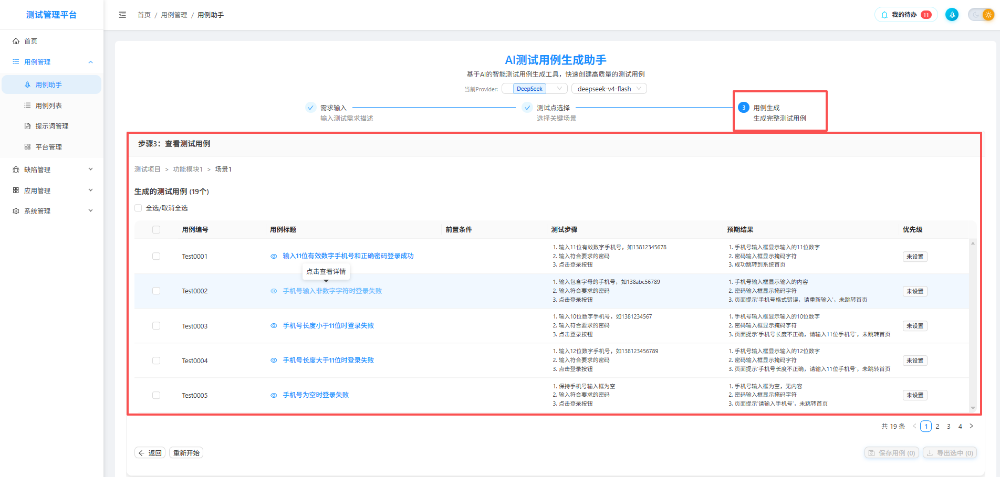 测试管理平台
首页 / 用例管理 / 用例助手
我的待办 11
首页
用例管理
用例助手
用例列表
提示词管理
平台管理
缺陷管理
应用管理
系统管理
AI测试用例生成助手
基于AI的智能测试用例生成工具，快速创建高质量的测试用例
当前Provider: DeepSeek deepseek-v4-flash
需求输入
输入测试需求描述
测试点选择
选择关键场景
3 用例生成
生成完整测试用例
步骤3：查看测试用例
测试项目 > 功能模块1 > 场景1
生成的测试用例 (19个)
全选/取消全选
用例编号 用例标题 前置条件 测试步骤 预期结果 优先级
Test0001
输入11位有效数字手机号和正确密码登录成功
1. 输入11位有效数字手机号，如13812345678
2. 输入符合要求的密码
3. 点击登录按钮
1. 手机号输入框显示输入的11位数字
2. 密码输入框显示掩码字符
3. 成功跳转到系统首页
未设置
点击查看详情
Test0002
手机号输入非数字字符时登录失败
1. 输入包含字母的手机号，如138abc56789
2. 输入符合要求的密码
3. 点击登录按钮
1. 手机号输入框显示输入的内容
2. 密码输入框显示掩码字符
3. 页面提示'手机号格式错误，请重新输入'，未跳转首页
未设置
Test0003
手机号长度小于11位时登录失败
1. 输入10位数字手机号，如1381234567
2. 输入符合要求的密码
3. 点击登录按钮
1. 手机号输入框显示输入的10位数字
2. 密码输入框显示掩码字符
3. 页面提示'手机号长度不正确，请输入11位手机号'，未跳转首页
未设置
Test0004
手机号长度大于11位时登录失败
1. 输入12位数字手机号，如138123456789
2. 输入符合要求的密码
3. 点击登录按钮
1. 手机号输入框显示输入的12位数字
2. 密码输入框显示掩码字符
3. 页面提示'手机号长度不正确，请输入11位手机号'，未跳转首页
未设置
Test0005
手机号为空时登录失败
1. 保持手机号输入框为空
2. 输入符合要求的密码
3. 点击登录按钮
1. 手机号输入框为空，无内容
2. 密码输入框显示掩码字符
3. 页面提示'请输入手机号'，未跳转首页
未设置
共 19 条 < 1 2 3 4 >
返回
重新开始
保存用例 (0)
导出选中 (0)